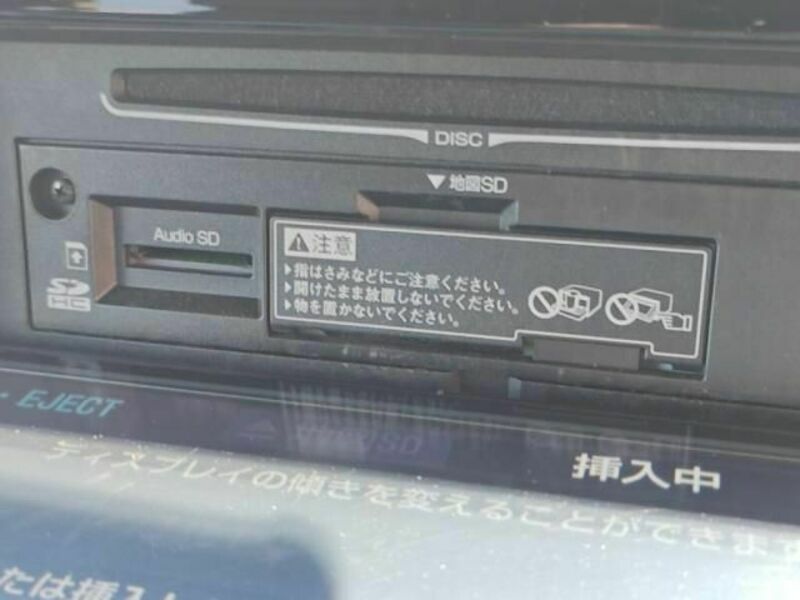 DISC
▼地図SD
Audio SD
注意
▶指はさみなどにご注意ください。
▶開けたまま放置しないでください。
▶物を置かないでください。
SD
HC
・EJECT
挿入中
ディスプレイの傾きを変えることができます
たは挿入